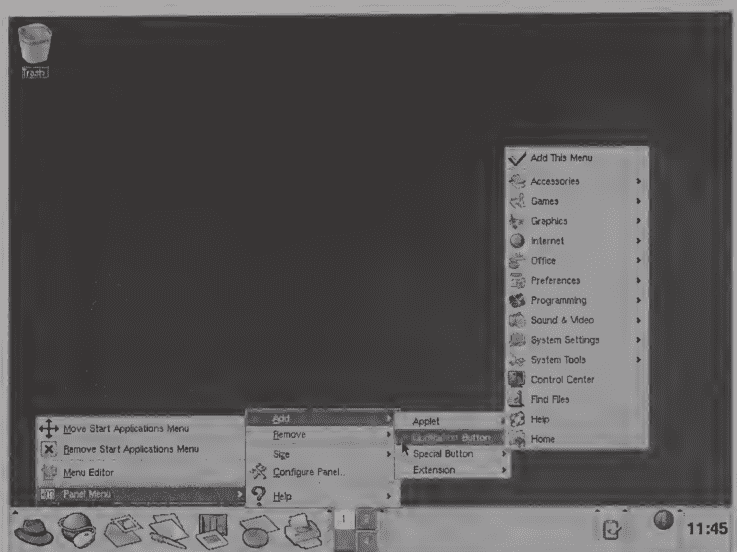 Trash
Add This Menu
Accessories
Games
Graphics
Internet
Office
Preferences
Programming
Sound & Video
System Settings
System Tools
Control Center
Find Files
Help
Home
Applet
Button
Special Button
Extension
Add
Remove
Size
Configure Panel...
Help
Move Start Applications Menu
Remove Start Applications Menu
Menu Editor
Panel Menu
1
11:45